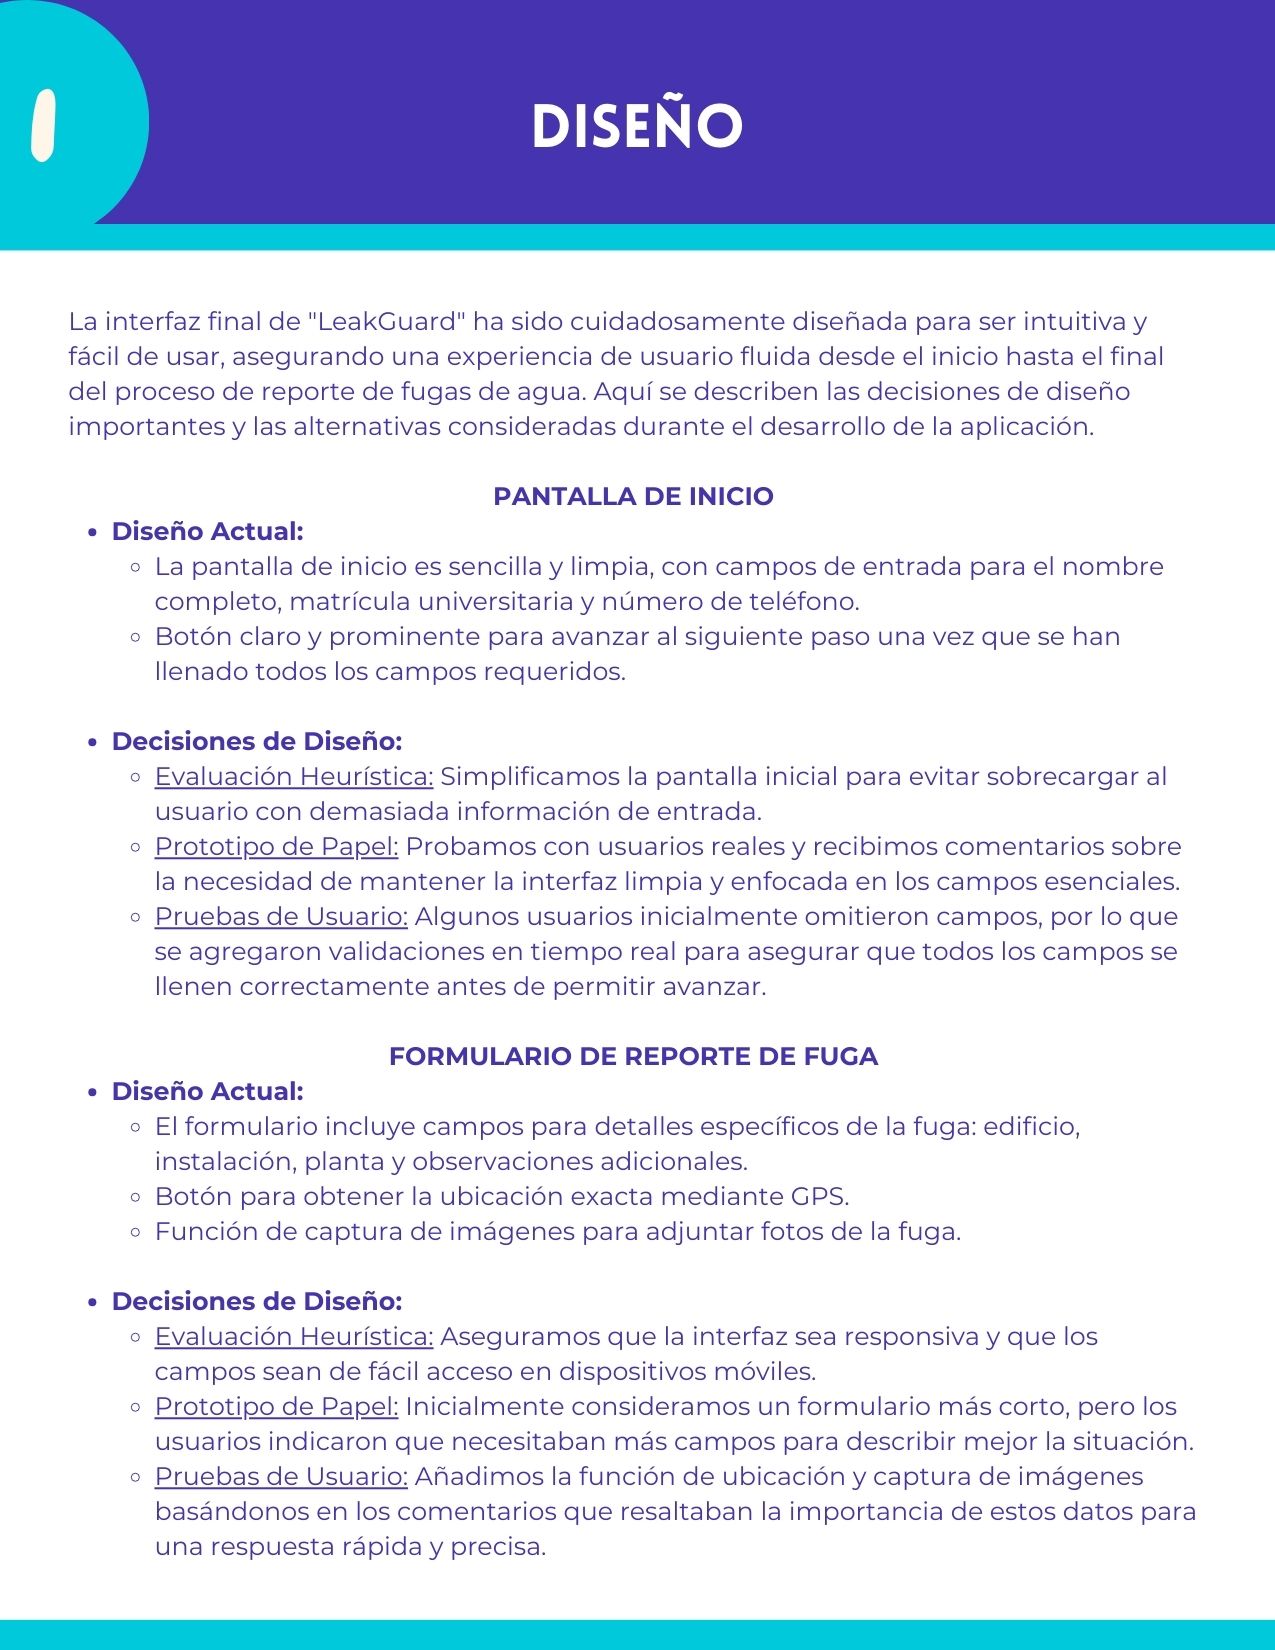 1
DISEÑO
La interfaz final de "LeakGuard" ha sido cuidadosamente diseñada para ser intuitiva y
fácil de usar, asegurando una experiencia de usuario fluida desde el inicio hasta el final
del proceso de reporte de fugas de agua. Aquí se describen las decisiones de diseño
importantes y las alternativas consideradas durante el desarrollo de la aplicación.
PANTALLA DE INICIO
• Diseño Actual:
◦ La pantalla de inicio es sencilla y limpia, con campos de entrada para el nombre
completo, matrícula universitaria y número de teléfono.
◦ Botón claro y prominente para avanzar al siguiente paso una vez que se han
llenado todos los campos requeridos.
• Decisiones de Diseño:
◦ Evaluación Heurística: Simplificamos la pantalla inicial para evitar sobrecargar al
usuario con demasiada información de entrada.
◦ Prototipo de Papel: Probamos con usuarios reales y recibimos comentarios sobre
la necesidad de mantener la interfaz limpia y enfocada en los campos esenciales.
◦ Pruebas de Usuario: Algunos usuarios inicialmente omitieron campos, por lo que
se agregaron validaciones en tiempo real para asegurar que todos los campos se
llenen correctamente antes de permitir avanzar.
FORMULARIO DE REPORTE DE FUGA
• Diseño Actual:
◦ El formulario incluye campos para detalles específicos de la fuga: edificio,
instalación, planta y observaciones adicionales.
◦ Botón para obtener la ubicación exacta mediante GPS.
◦ Función de captura de imágenes para adjuntar fotos de la fuga.
• Decisiones de Diseño:
◦ Evaluación Heurística: Aseguramos que la interfaz sea responsiva y que los
campos sean de fácil acceso en dispositivos móviles.
◦ Prototipo de Papel: Inicialmente consideramos un formulario más corto, pero los
usuarios indicaron que necesitaban más campos para describir mejor la situación.
◦ Pruebas de Usuario: Añadimos la función de ubicación y captura de imágenes
basándonos en los comentarios que resaltaban la importancia de estos datos para
una respuesta rápida y precisa.